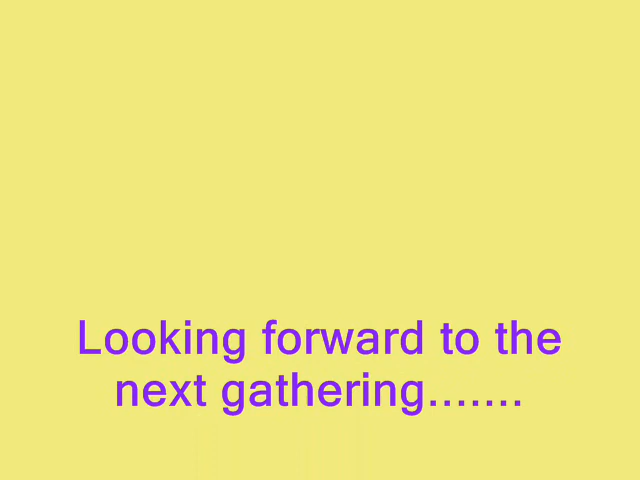 Looking forward to the
next gathering.......